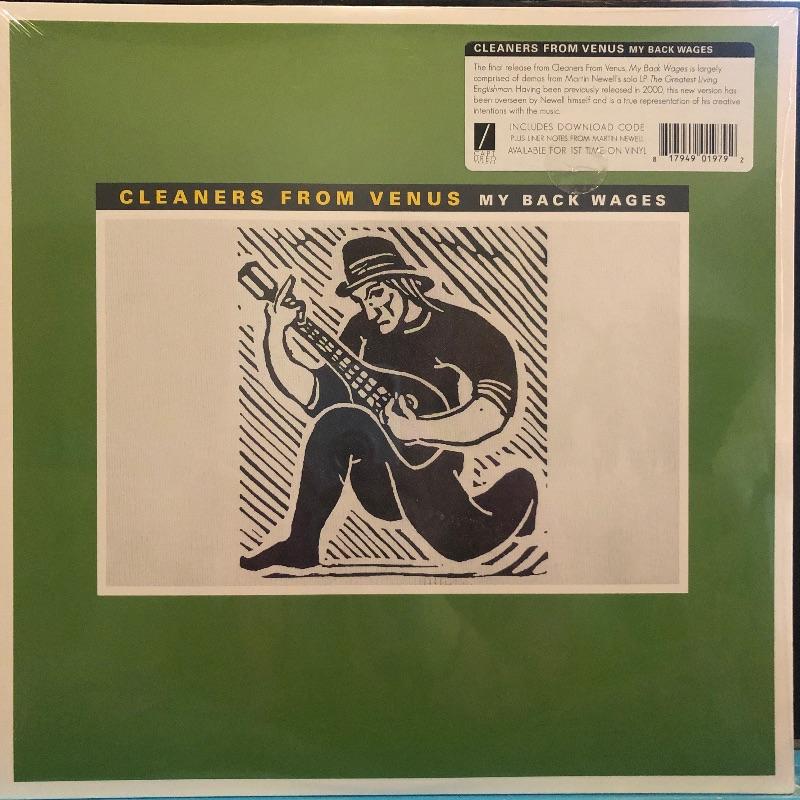 CLEANERS FROM VENUS MY BACK WAGES
The final release from Cleaners From Venus, My Back Wages is largely
comprised of demos from Martin Newell's solo LP The Greatest Living
Englishman. Having been previously released in 2000, this new version has
been overseen by Newell himself and is a true representation of his creative
intentions with the music.
INCLUDES DOWNLOAD CODE
PLUS LINER NOTES FROM MARTIN NEWELL
AVAILABLE FOR 1ST TIME ON VINYL
CAPT
URED
TRACKS
8 17949 01979 2
CLEANERS FROM VENUS MY BACK WAGES